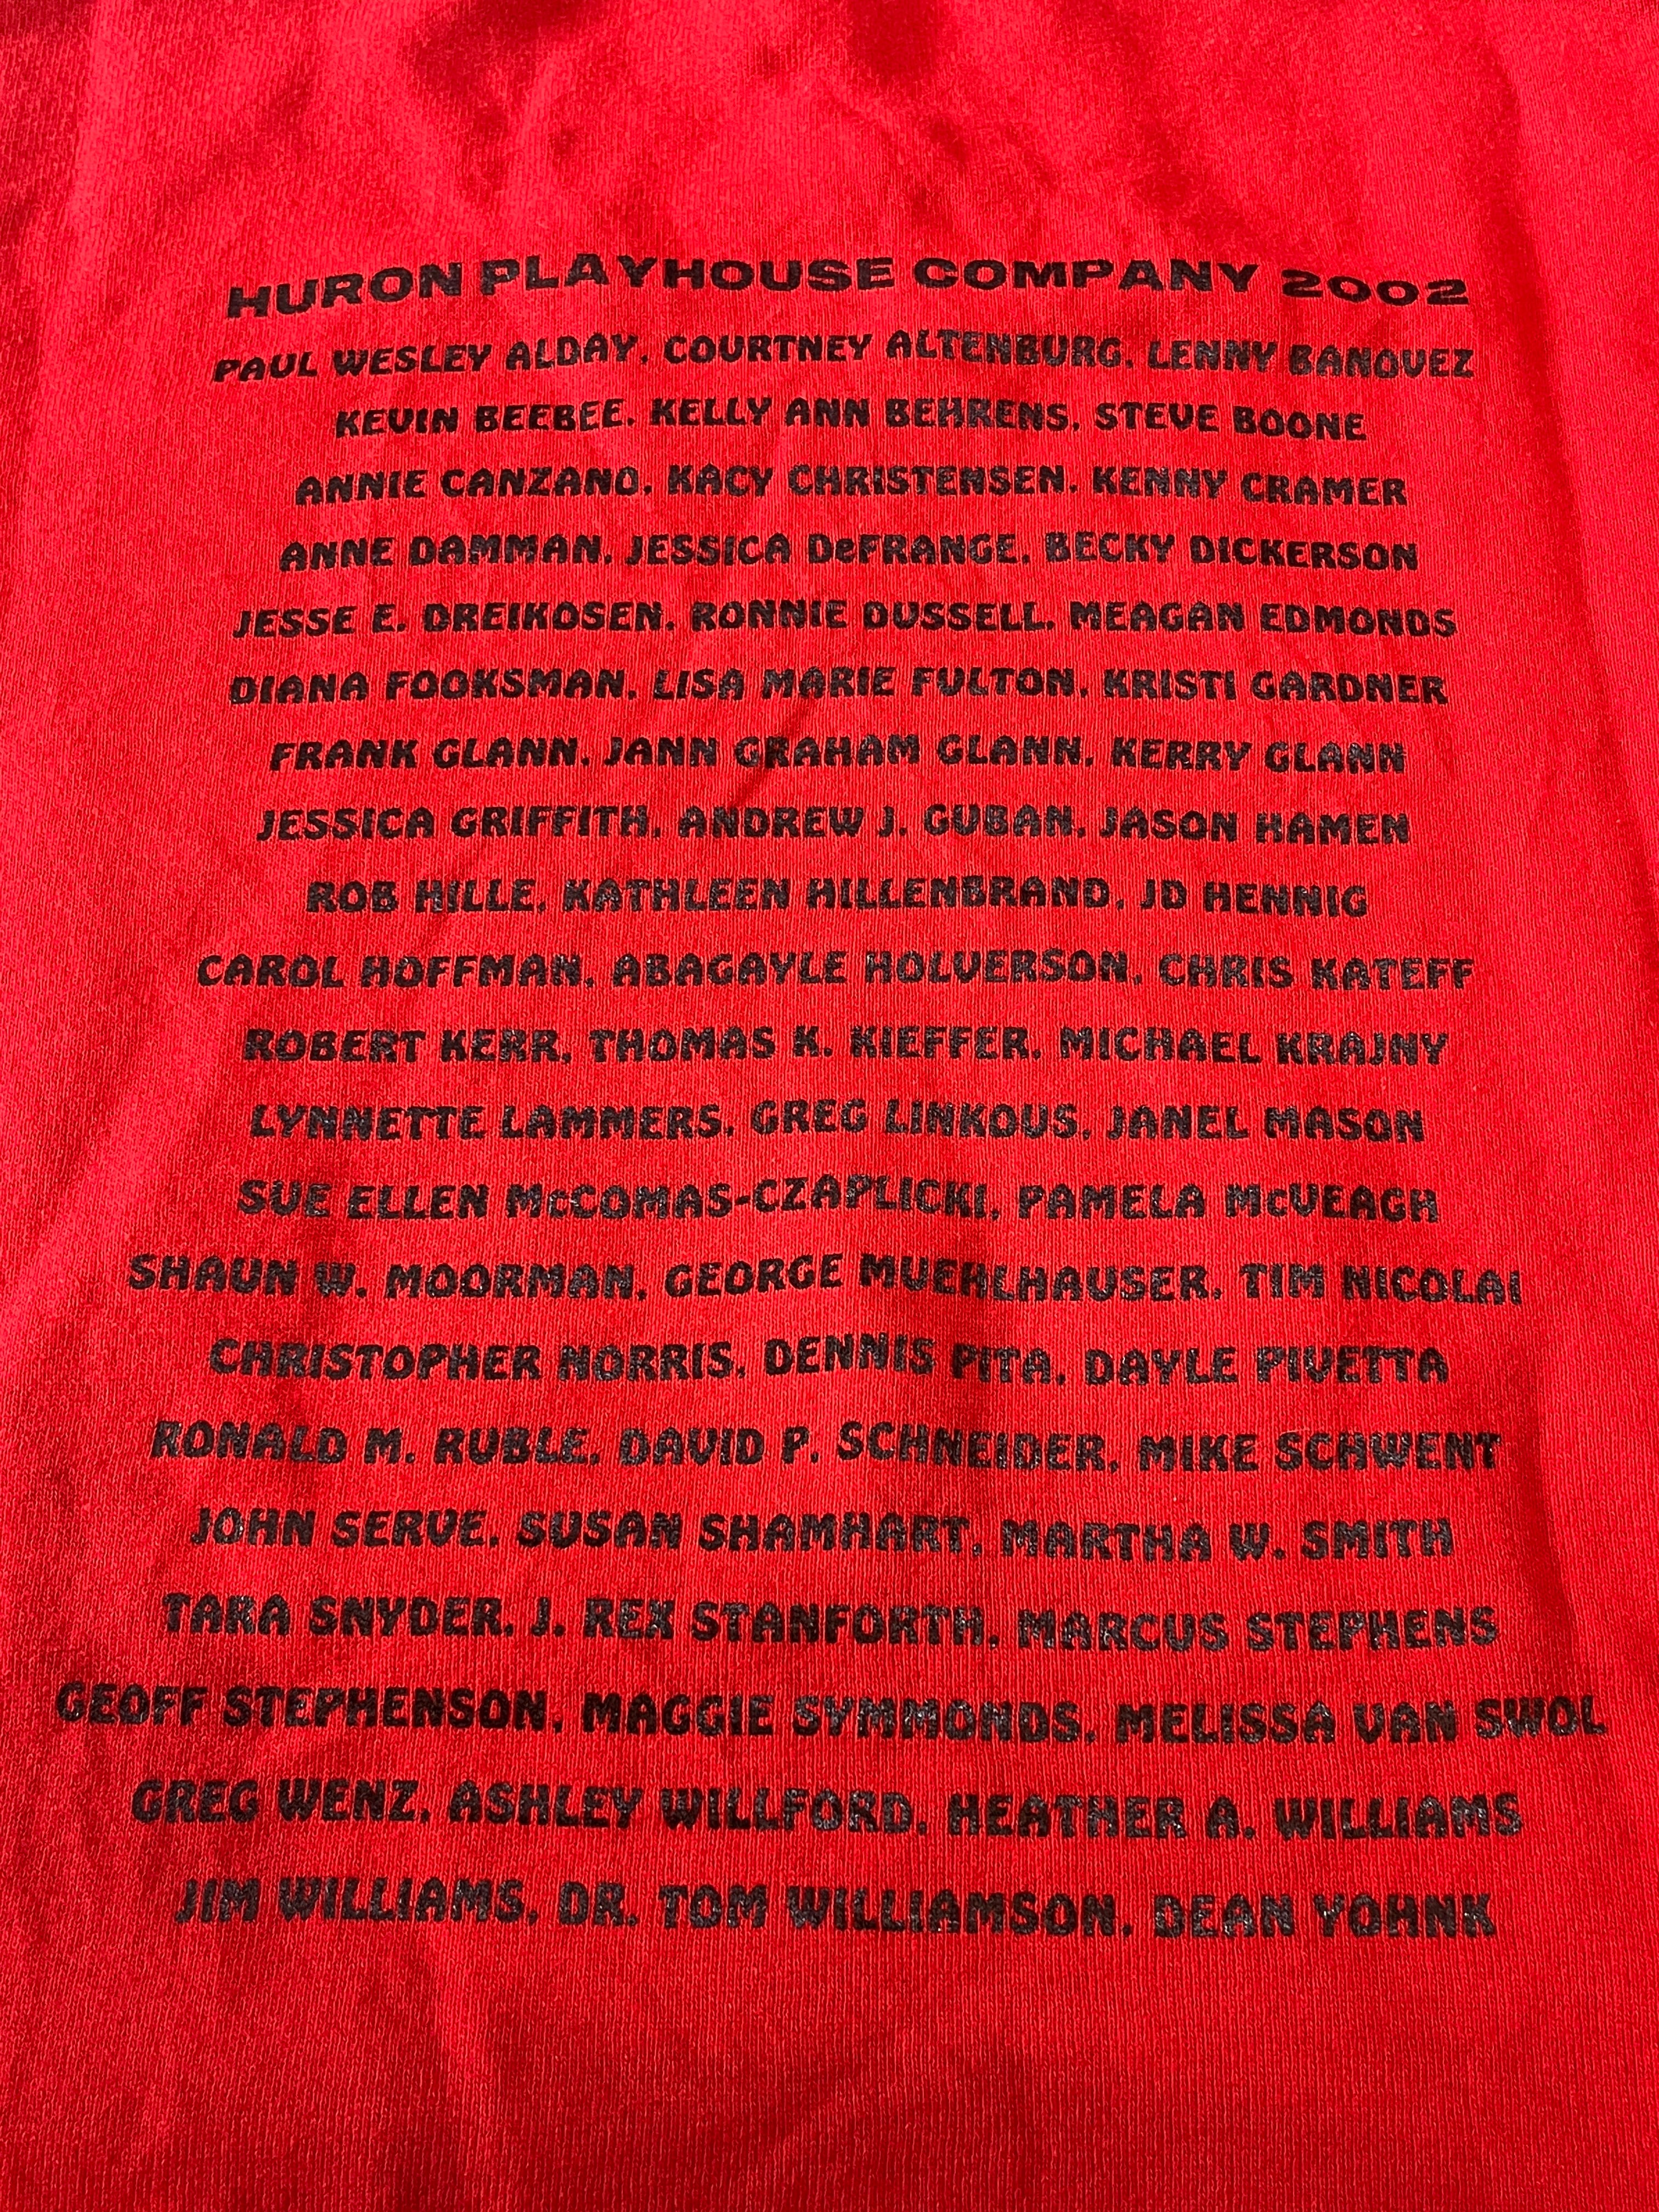 HURON PLAYHOUSE COMPANY 2002
PAUL WESLEY ALDAY, COURTNEY ALTENBURG, LENNY BANOVEZ
KEVIN BEEBEE, KELLY ANN BEHRENS, STEVE BOONE
ANNIE CANZANO, KACY CHRISTENSEN, KENNY CRAMER
ANNE DAMMAN, JESSICA DeFRANGE, BECKY DICKERSON
JESSE E. DREIKOSEN, RONNIE DUSSELL, MEAGAN EDMONDS
DIANA FOOKSMAN, LISA MARIE FULTON, KRISTI GARDNER
FRANK GLANN, JANN GRAHAM GLANN, KERRY GLANN
JESSICA GRIFFITH, ANDREW J. GUBAN, JASON HAMEN
ROB HILLE, KATHLEEN HILLENBRAND, JD HENNIG
CAROL HOFFMAN, ABAGAYLE HOLVERSON, CHRIS KATEFF
ROBERT KERR, THOMAS K. KIEFFER, MICHAEL KRAJNY
LYNNETTE LAMMERS, GREG LINKOUS, JANEL MASON
SUE ELLEN McCOMAS-CZAPLICKI, PAMELA McVEAGH
SHAUN W. MOORMAN, GEORGE MUEHLHAUSER, TIM NICOLAI
CHRISTOPHER NORRIS, DENNIS PITA, DAYLE PIVETTA
RONALD M. RUBLE, DAVID P. SCHNEIDER, MIKE SCHWENT
JOHN SERVE, SUSAN SHAMHART, MARTHA W. SMITH
TARA SNYDER, J. REX STANFORTH, MARCUS STEPHENS
GEOFF STEPHENSON, MAGGIE SYMMONDS, MELISSA VAN SWOL
GREG WENZ, ASHLEY WILLFORD, HEATHER A. WILLIAMS
JIM WILLIAMS, DR. TOM WILLIAMSON, DEAN YOHNK